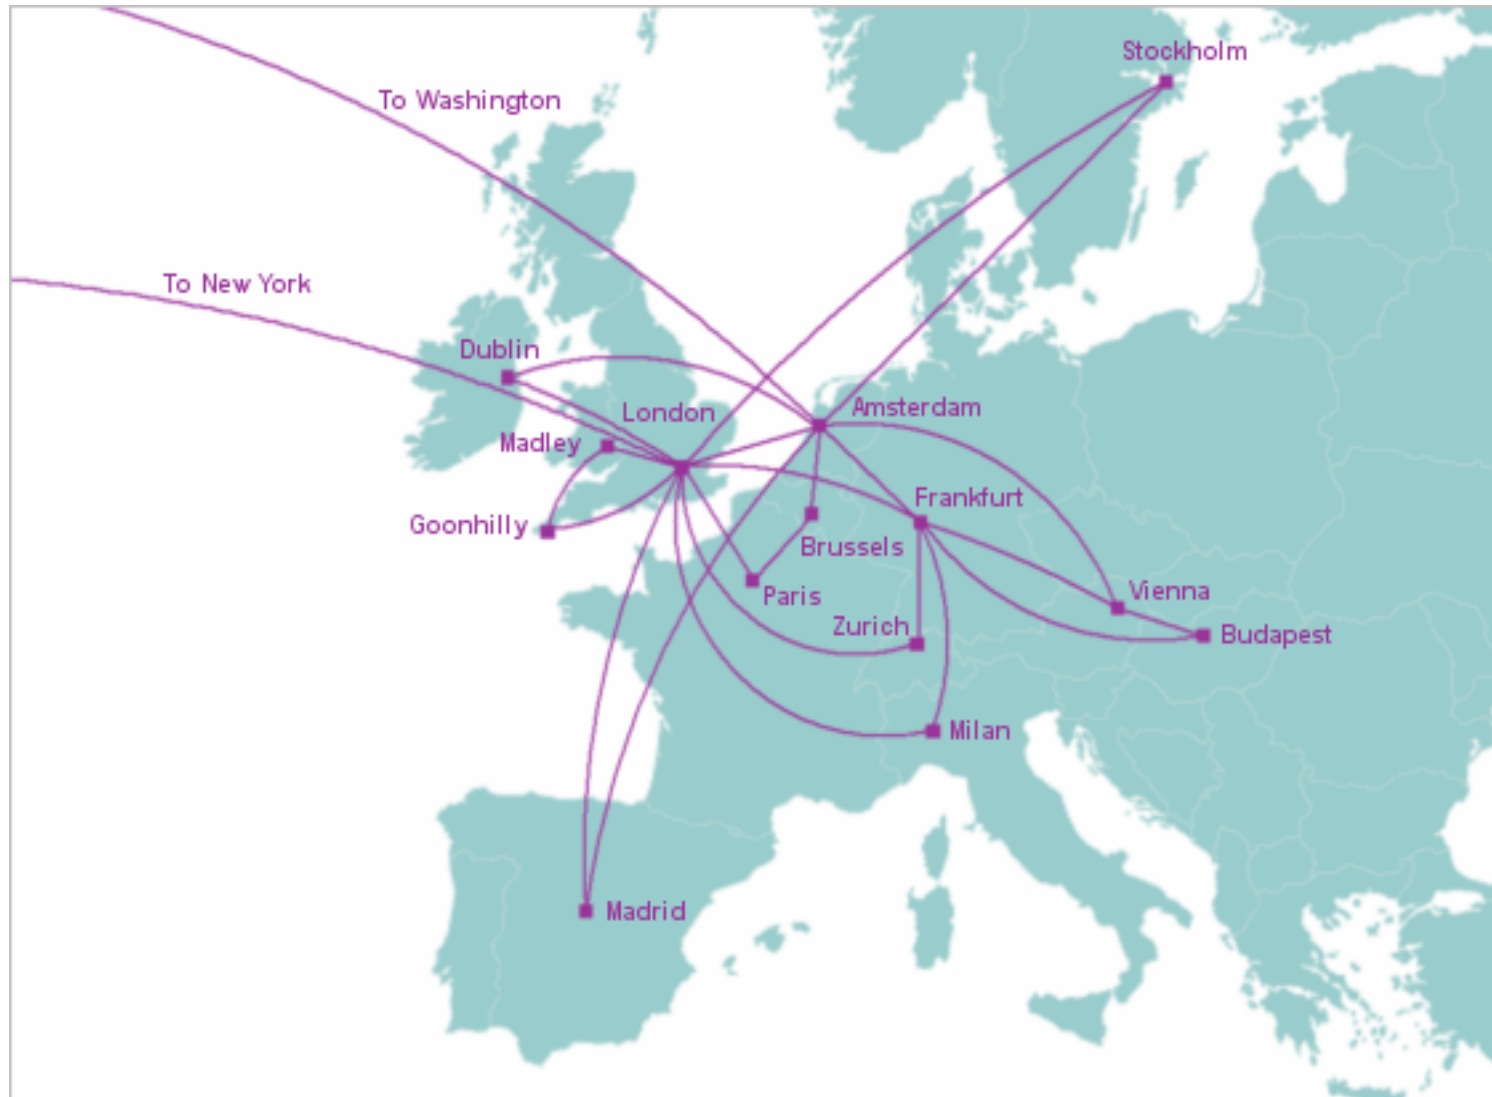 Stockholm
To Washington
To New York
Dublin
London
Amsterdam
Madley
Frankfurt
Goonhilly
Brussels
Paris
Vienna
Zurich
Budapest
Milan
Madrid